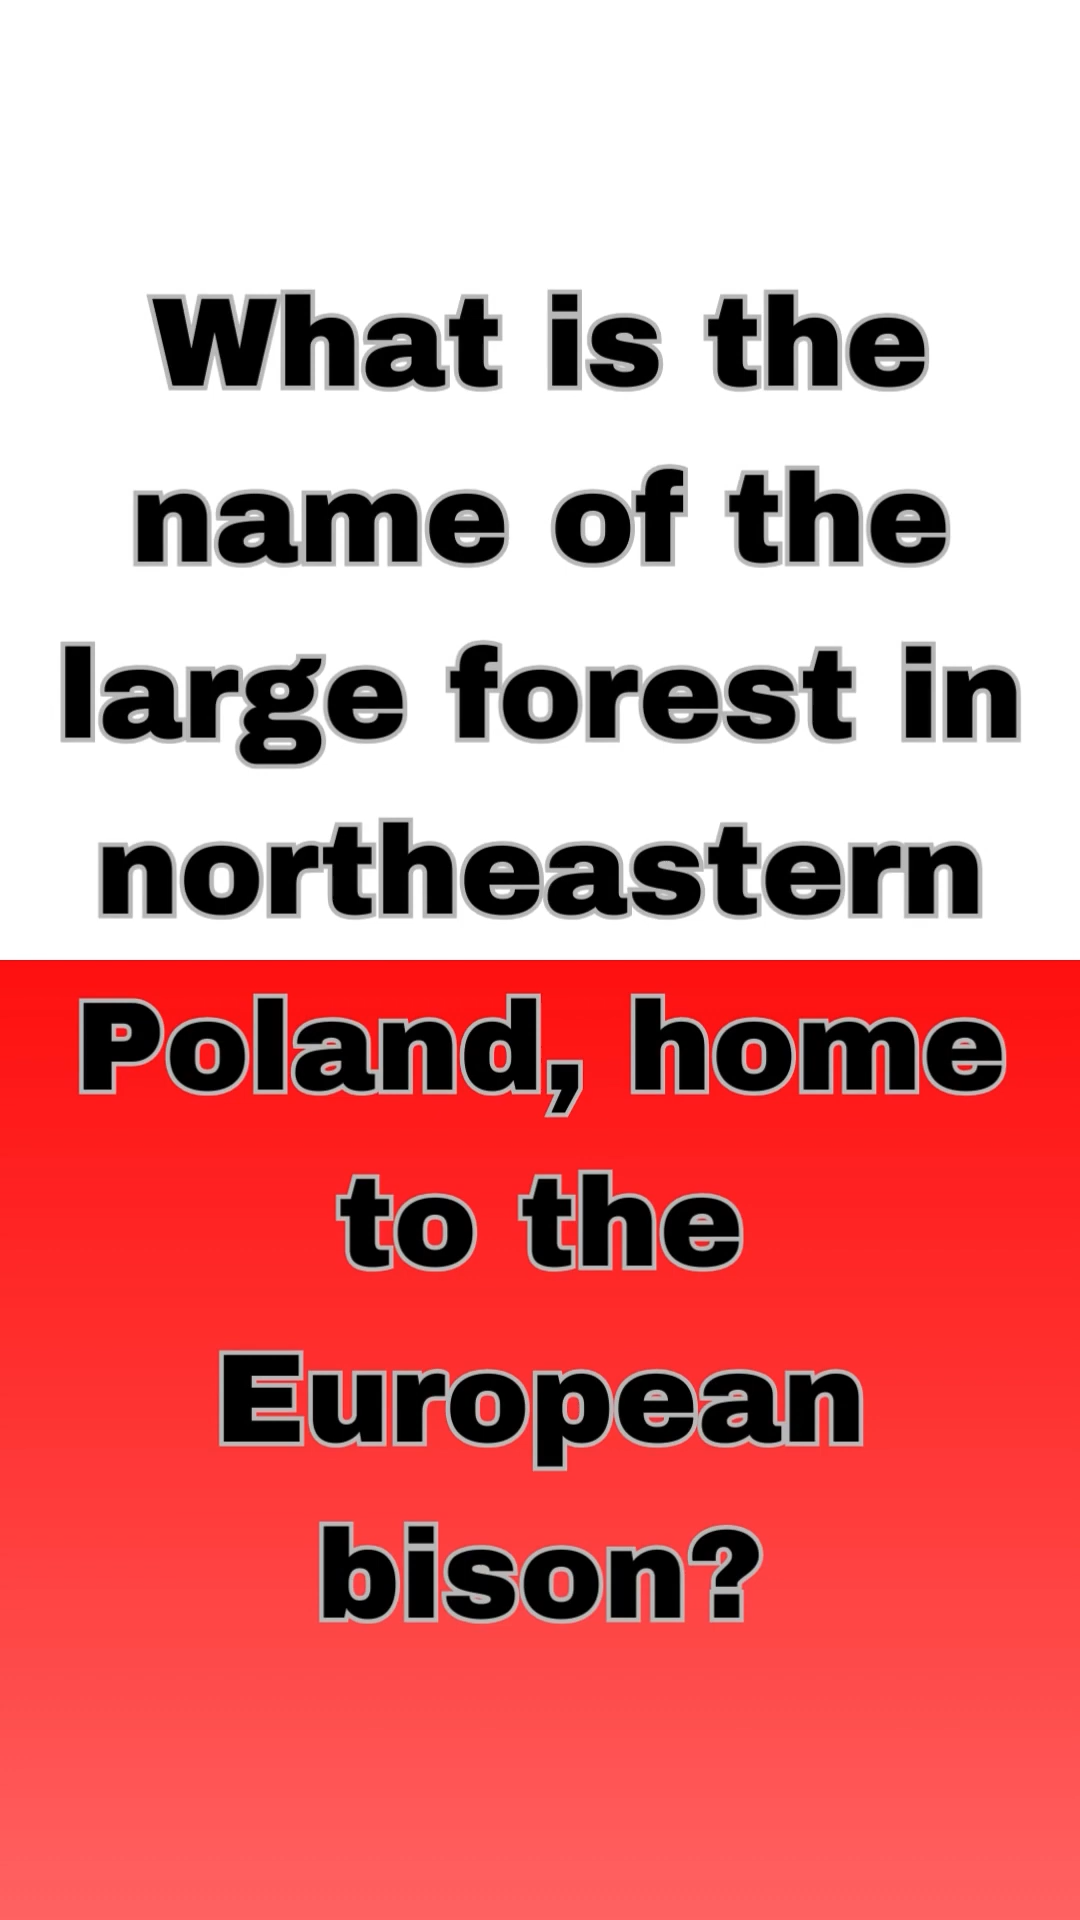 What is the
name of the
large forest in
northeastern
Poland, home
to the
European
bison?